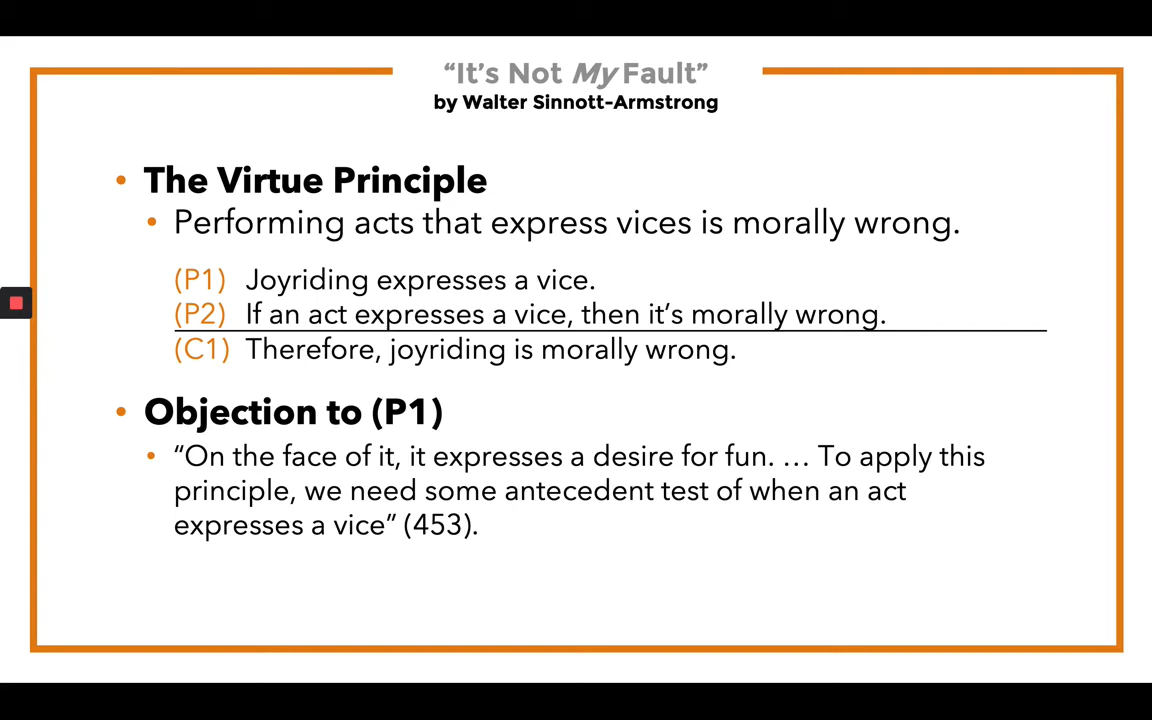 “It’s Not My Fault”
by Walter Sinnott-Armstrong
• The Virtue Principle
• Performing acts that express vices is morally wrong.
(P1) Joyriding expresses a vice.
(P2) If an act expresses a vice, then it’s morally wrong.
(C1) Therefore, joyriding is morally wrong.
• Objection to (P1)
• “On the face of it, it expresses a desire for fun. … To apply this
principle, we need some antecedent test of when an act
expresses a vice” (453).